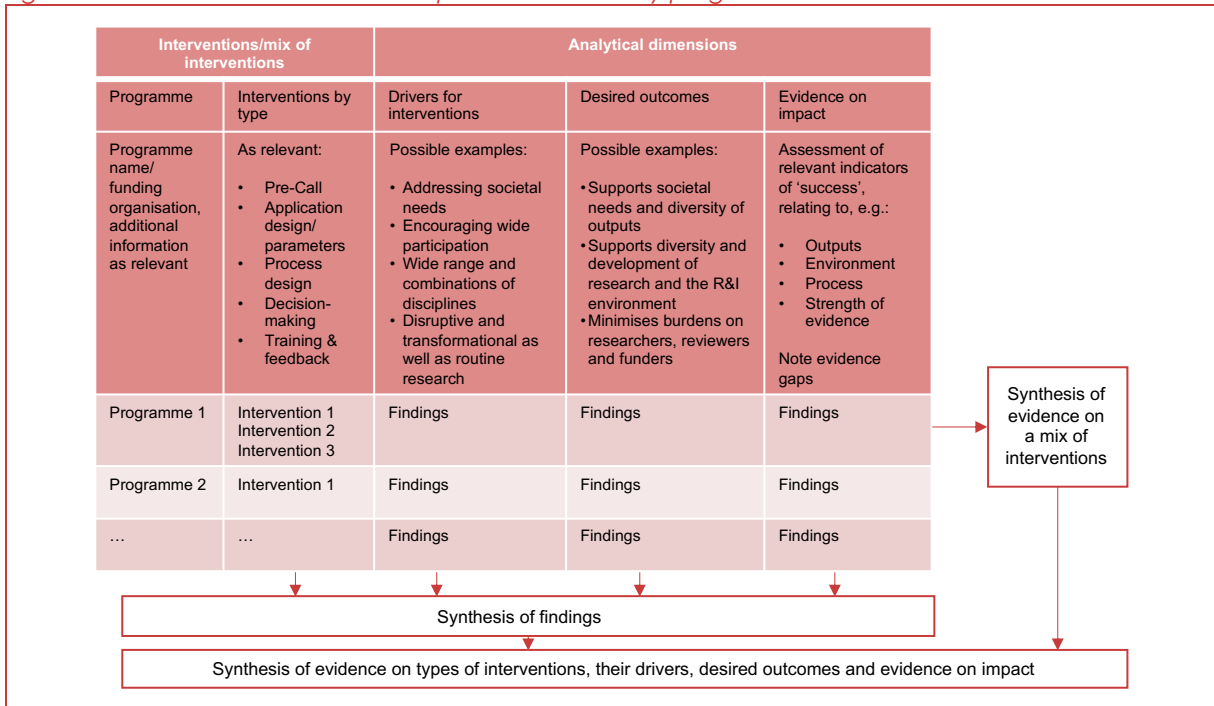 Interventions/mix of
interventions
Analytical dimensions
Programme
Interventions by
type
Drivers for
interventions
Desired outcomes
Evidence on
impact
Programme
name/
funding
organisation,
additional
information
as relevant
As relevant:
• Pre-Call
• Application
design/
parameters
• Process
design
• Decision-
making
• Training &
feedback
Possible examples:
• Addressing societal
needs
• Encouraging wide
participation
• Wide range and
combinations of
disciplines
• Disruptive and
transformational as
well as routine
research
Possible examples:
• Supports societal
needs and diversity of
outputs
• Supports diversity and
development of
research and the R&I
environment
• Minimises burdens on
researchers, reviewers
and funders
Assessment of
relevant indicators
of ‘success’,
relating to, e.g.:
• Outputs
• Environment
• Process
• Strength of
evidence
Note evidence
gaps
Programme 1
Intervention 1
Intervention 2
Intervention 3
Findings
Findings
Findings
Programme 2
Intervention 1
Findings
Findings
Findings
…
…
Findings
Findings
Findings
Synthesis of
evidence on
a mix of
interventions
Synthesis of findings
Synthesis of evidence on types of interventions, their drivers, desired outcomes and evidence on impact